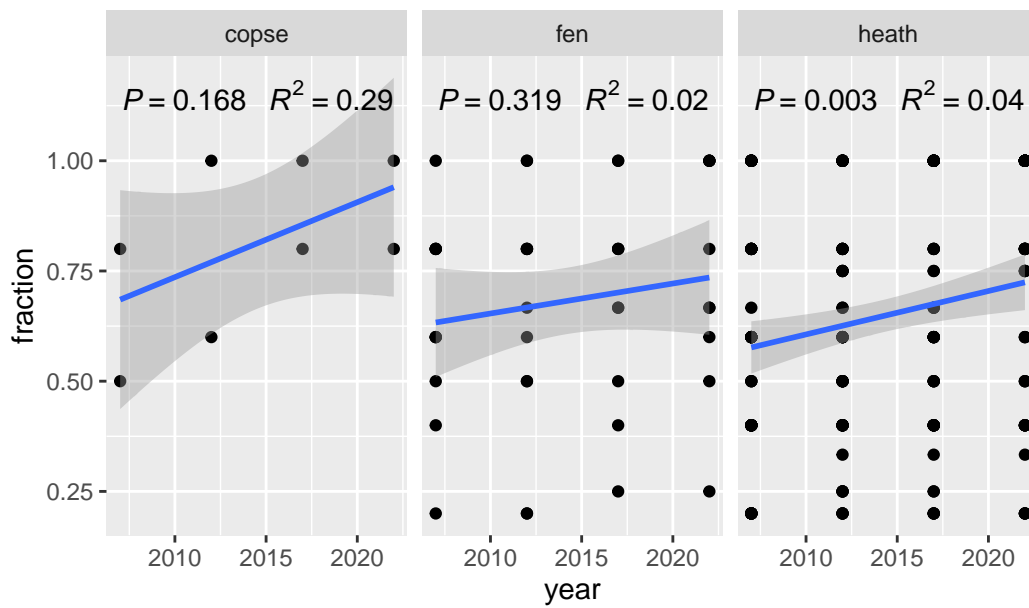 copse fen heath
P = 0.168 R² = 0.29 P = 0.319 R² = 0.02 P = 0.003 R² = 0.04
1.00
0.75
0.50
0.25
fraction
2010 2015 2020 2010 2015 2020 2010 2015 2020
year